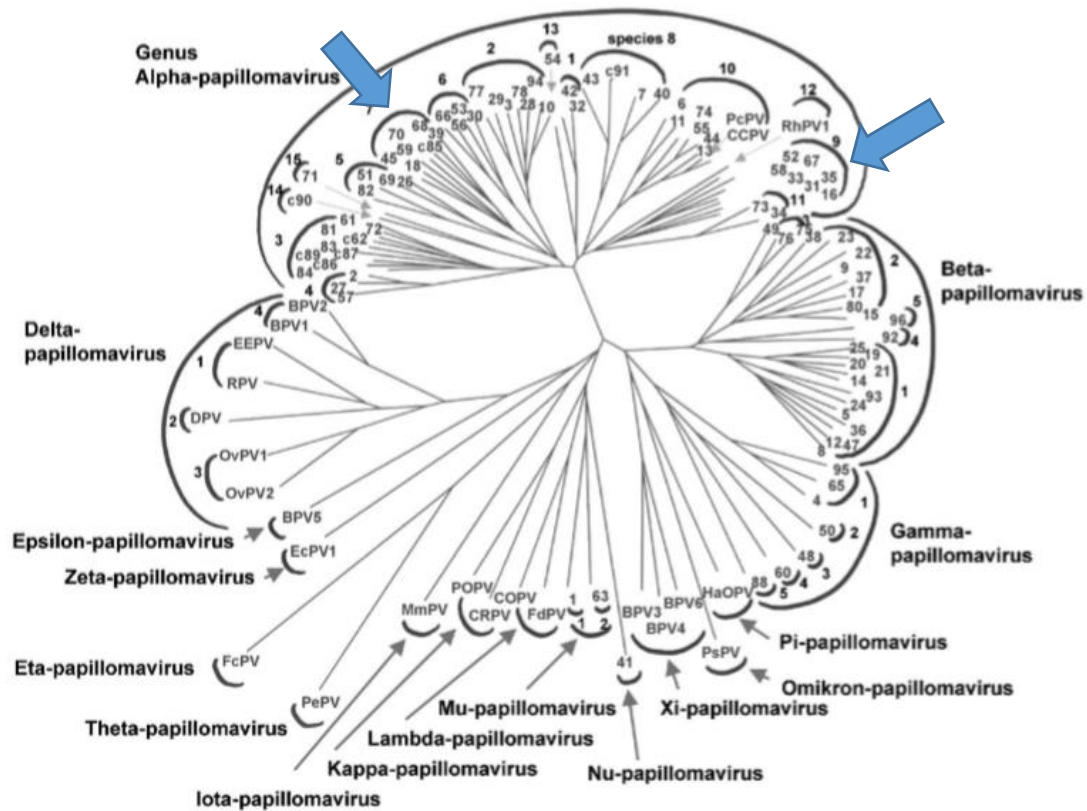 Genus
Alpha-papillomavirus
13
54
2
1
species 8
6
77
29
3
78
94
28
10
42
32
43
c91
7
40
10
6
11
74
55
44
13
PcPV
CCPV
12
RhPV1
9
52
67
58
33
31
35
16
73
11
34
66
53
56
30
68
39
70
59
c85
45
18
5
51
82
69
26
15
71
14
c90
3
61
81
72
c62
83
c89
c87
c86
84
4
2
27
57
Delta-
papillomavirus
4
BPV2
BPV1
1
EEPV
RPV
2
DPV
3
OvPV1
OvPV2
Beta-
papillomavirus
49
75
76
38
3
23
22
2
9
37
17
80
15
5
96
92
4
25
19
20
21
14
93
1
24
5
36
12
47
8
Gamma-
papillomavirus
95
65
4
1
50
2
48
3
60
4
88
5
Epsilon-papillomavirus
BPV5
Zeta-papillomavirus
EcPV1
Eta-papillomavirus
FcPV
Theta-papillomavirus
PePV
Iota-papillomavirus
MmPV
Kappa-papillomavirus
POPV
CRPV
Lambda-papillomavirus
COPV
FdPV
Mu-papillomavirus
1
63
1
2
Nu-papillomavirus
41
Xi-papillomavirus
BPV3
BPV4
BPV6
Omikron-papillomavirus
PsPV
Pi-papillomavirus
HaOPV